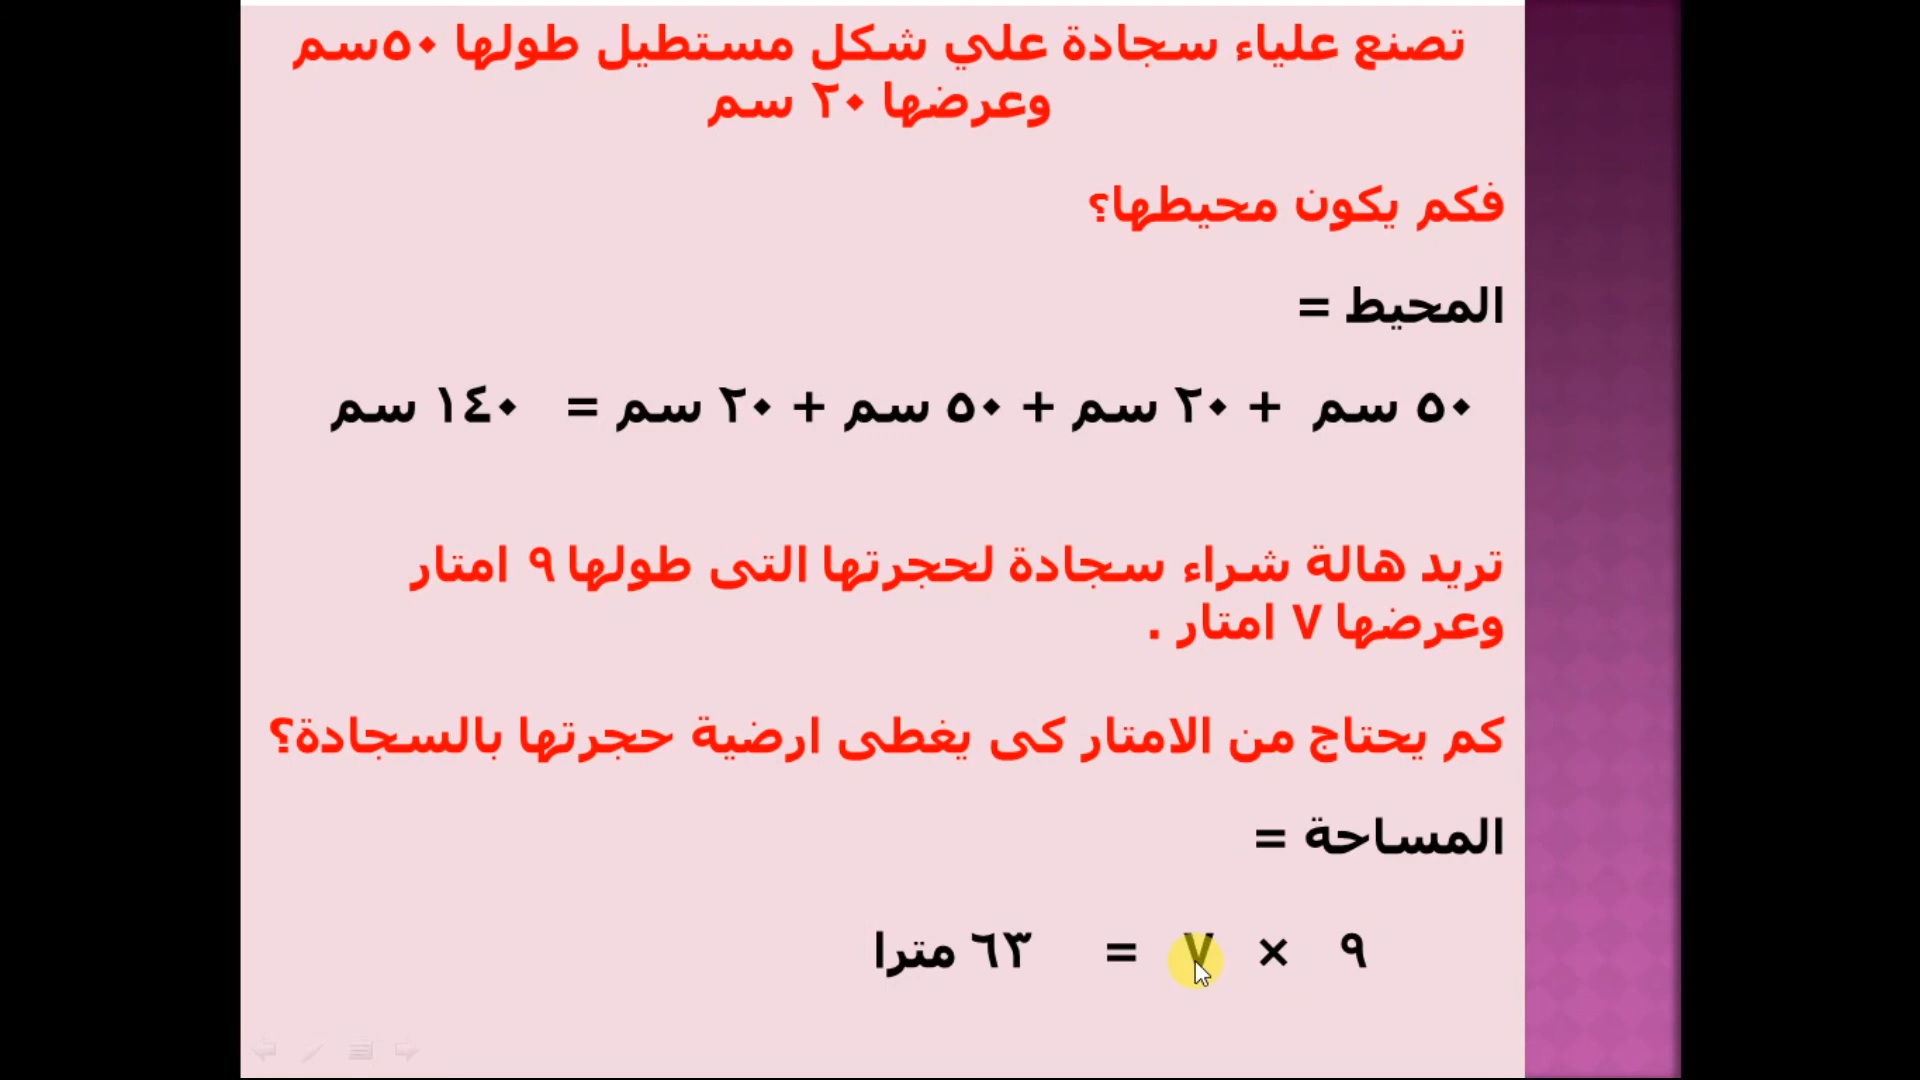 تصنع علياء سجادة علي شكل مستطيل طولها ٥٠سم
وعرضها ٢٠ سم
فكم يكون محيطها؟
المحيط =
٥٠ سم + ٢٠ سم + ٥٠ سم + ٢٠ سم = ١٤٠ سم
تريد هالة شراء سجادة لحجرتها التى طولها ٩ امتار
وعرضها ٧ امتار .
كم يحتاج من الامتار كى يغطى ارضية حجرتها بالسجادة؟
المساحة =
٩ × ٧ = ٦٣ مترا